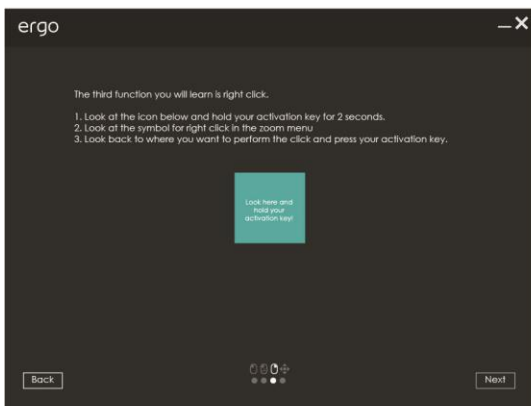 ergo
The third function you will learn is right click.
1. Look at the icon below and hold your activation key for 2 seconds.
2. Look at the symbol for right click in the zoom menu
3. Look back to where you want to perform the click and press your activation key.
Look here and
hold your
activation key!
Back
Next